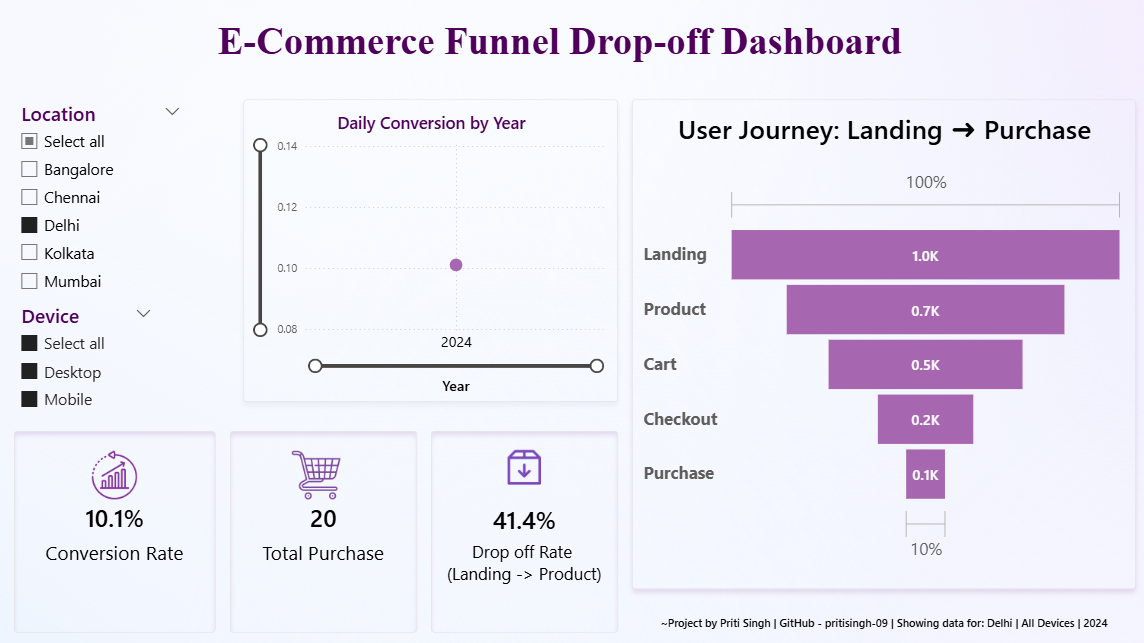 E-Commerce Funnel Drop-off Dashboard
Location
Select all
Bangalore
Chennai
Delhi
Kolkata
Mumbai
Device
Select all
Desktop
Mobile
Daily Conversion by Year
0.14
0.12
0.10
0.08
2024
Year
User Journey: Landing → Purchase
100%
Landing 1.0K
Product 0.7K
Cart 0.5K
Checkout 0.2K
Purchase 0.1K
10%
10.1%
Conversion Rate
20
Total Purchase
41.4%
Drop off Rate
(Landing -> Product)
~Project by Priti Singh | GitHub - pritisingh-09 | Showing data for: Delhi | All Devices | 2024